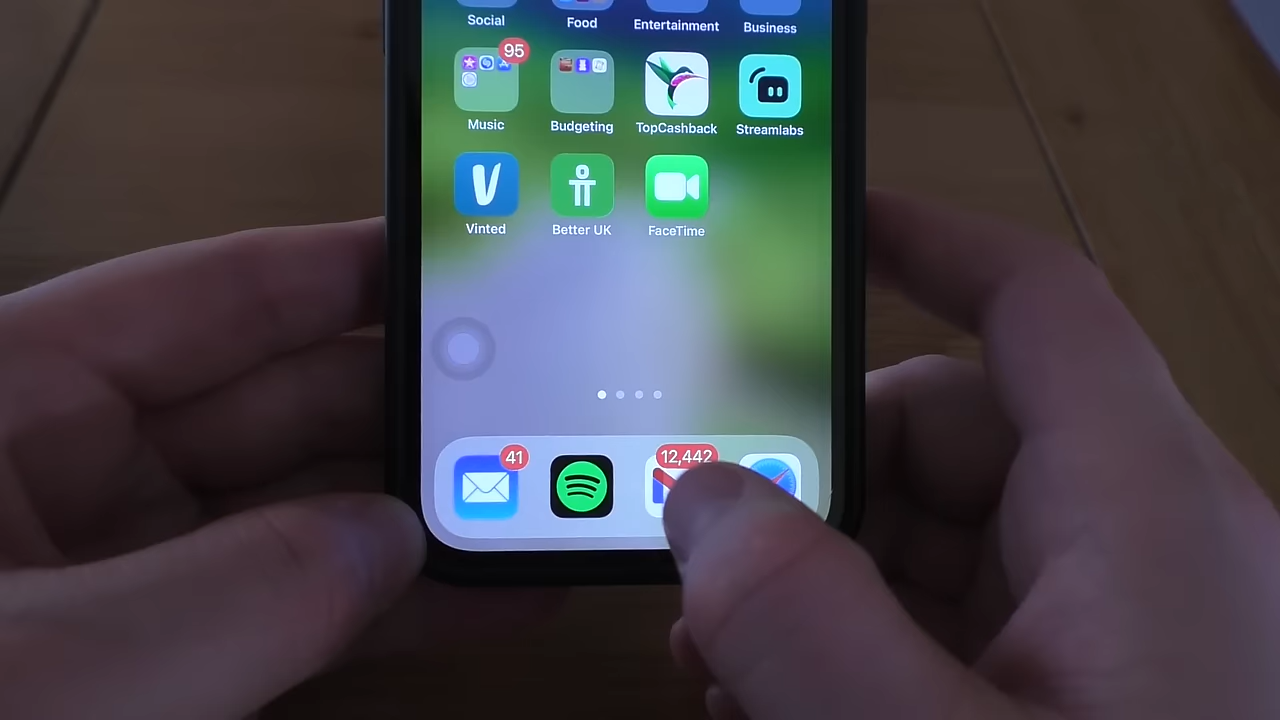 Social Food Entertainment Business
95
Music Budgeting TopCashback Streamlabs
Vinted Better UK FaceTime
41 12,442